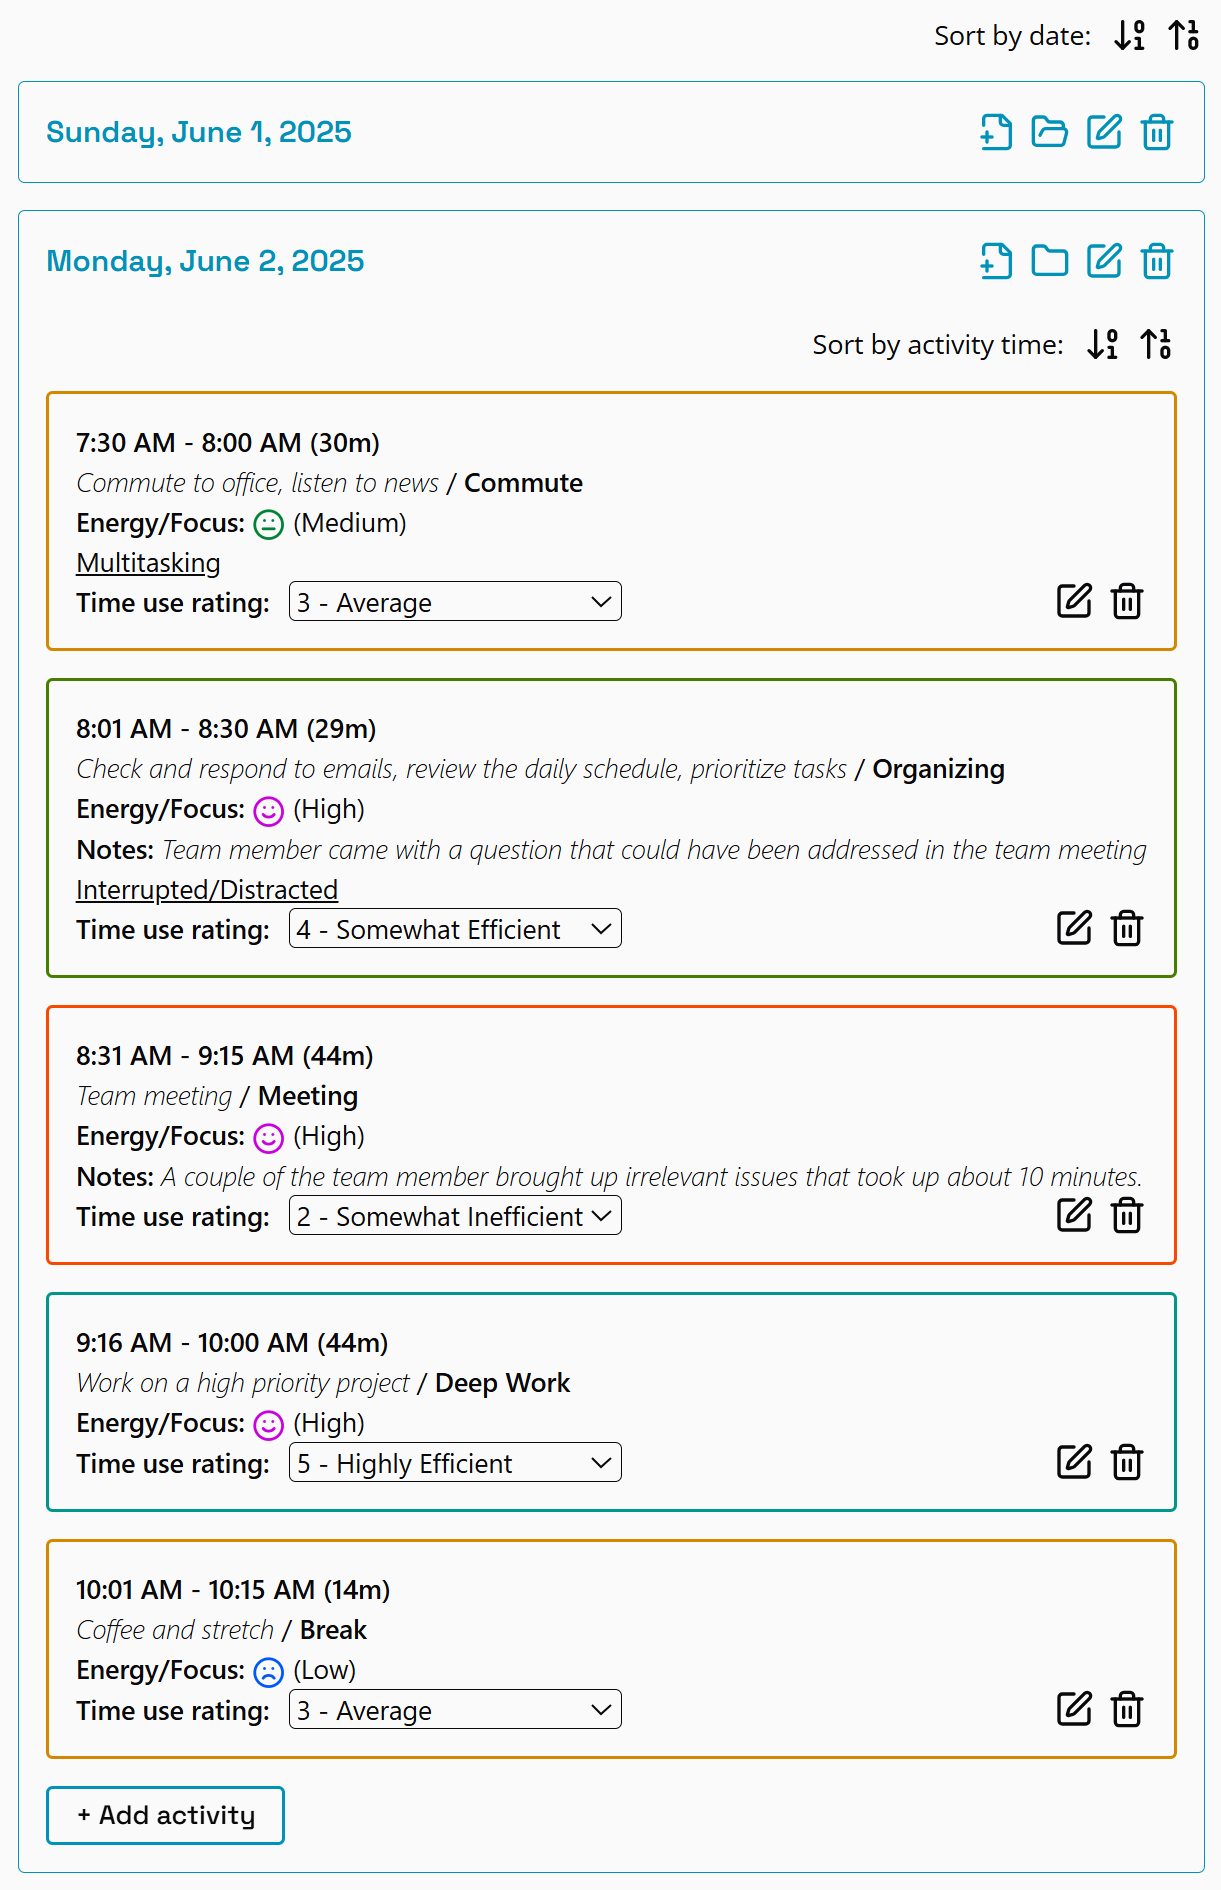 Sort by date:
Sunday, June 1, 2025
Monday, June 2, 2025
Sort by activity time:
7:30 AM - 8:00 AM (30m)
Commute to office, listen to news / Commute
Energy/Focus: (Medium)
Multitasking
Time use rating: 3 - Average
8:01 AM - 8:30 AM (29m)
Check and respond to emails, review the daily schedule, prioritize tasks / Organizing
Energy/Focus: (High)
Notes: Team member came with a question that could have been addressed in the team meeting
Interrupted/Distracted
Time use rating: 4 - Somewhat Efficient
8:31 AM - 9:15 AM (44m)
Team meeting / Meeting
Energy/Focus: (High)
Notes: A couple of the team member brought up irrelevant issues that took up about 10 minutes.
Time use rating: 2 - Somewhat Inefficient
9:16 AM - 10:00 AM (44m)
Work on a high priority project / Deep Work
Energy/Focus: (High)
Time use rating: 5 - Highly Efficient
10:01 AM - 10:15 AM (14m)
Coffee and stretch / Break
Energy/Focus: (Low)
Time use rating: 3 - Average
+ Add activity